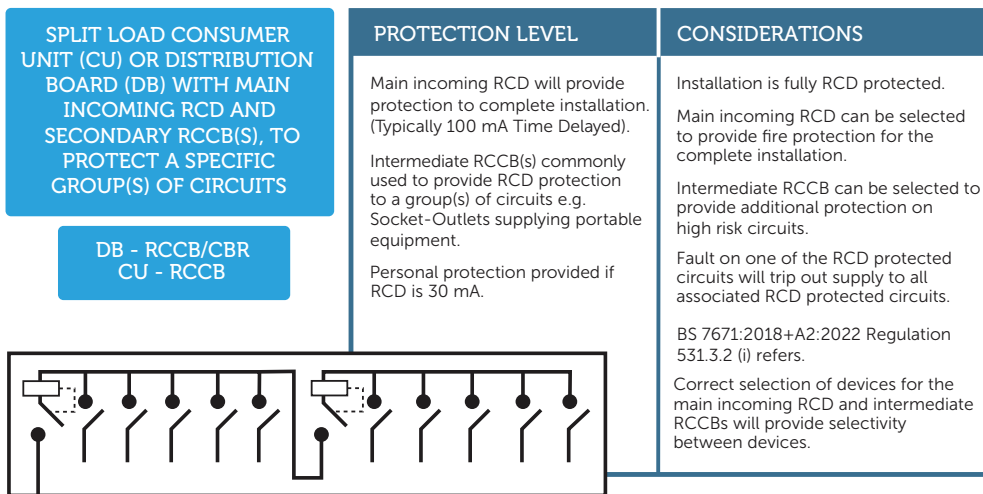 SPLIT LOAD CONSUMER
UNIT (CU) OR DISTRIBUTION
BOARD (DB) WITH MAIN
INCOMING RCD AND
SECONDARY RCCB(S), TO
PROTECT A SPECIFIC
GROUP(S) OF CIRCUITS
DB - RCCB/CBR
CU - RCCB
PROTECTION LEVEL
Main incoming RCD will provide
protection to complete installation.
(Typically 100 mA Time Delayed).
Intermediate RCCB(s) commonly
used to provide RCD protection
to a group(s) of circuits e.g.
Socket-Outlets supplying portable
equipment.
Personal protection provided if
RCD is 30 mA.
CONSIDERATIONS
Installation is fully RCD protected.
Main incoming RCD can be selected
to provide fire protection for the
complete installation.
Intermediate RCCB can be selected to
provide additional protection on
high risk circuits.
Fault on one of the RCD protected
circuits will trip out supply to all
associated RCD protected circuits.
BS 7671:2018+A2:2022 Regulation
531.3.2 (i) refers.
Correct selection of devices for the
main incoming RCD and intermediate
RCCBs will provide selectivity
between devices.